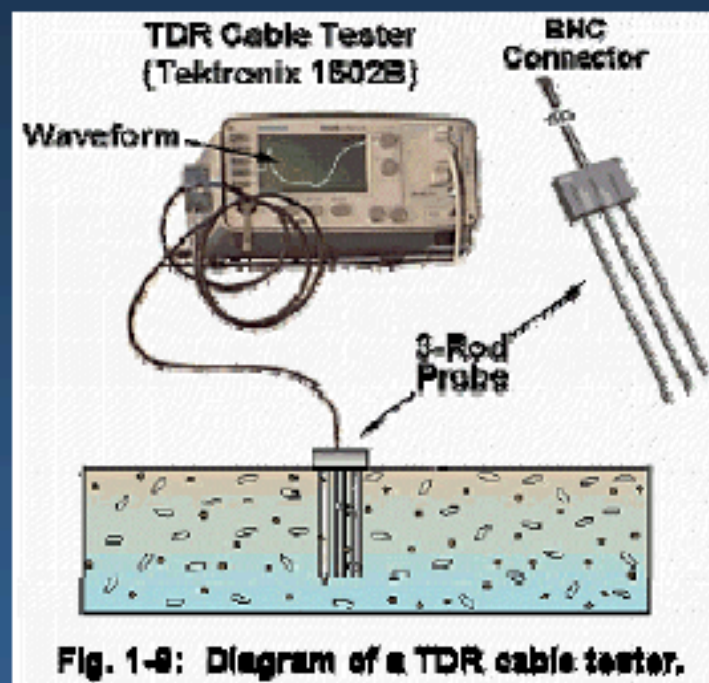 TDR Cable Tester
(Tektronix 1502B)
BNC
Connector
Waveform
3-Rod
Probe
Fig. 1-9: Diagram of a TDR cable tester.